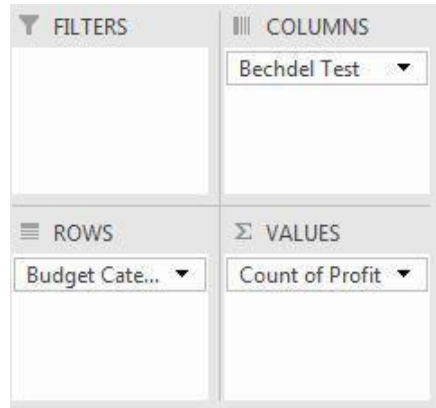 FILTERS
COLUMNS
Bechdel Test
ROWS
VALUES
Budget Cate...
Count of Profit